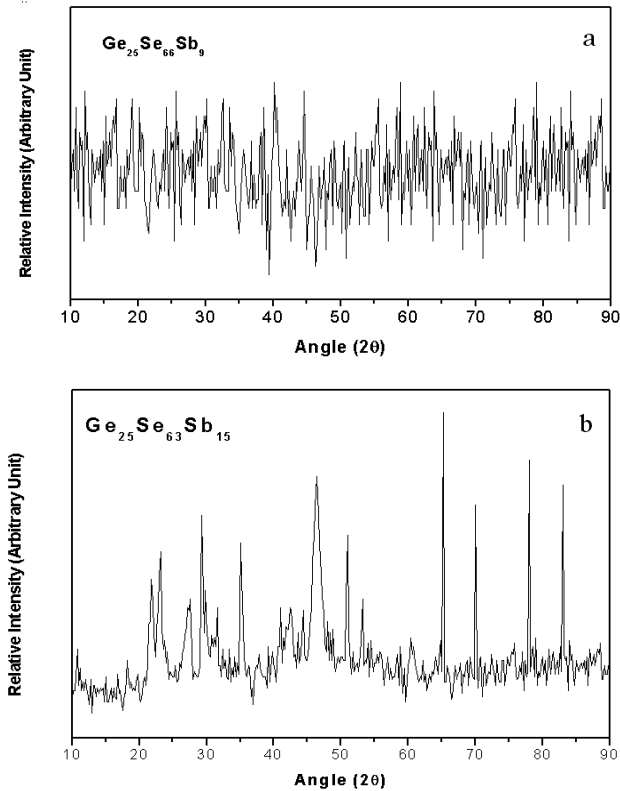 Ge25Se66Sb9
a
Relative Intensity (Arbitrary Unit)
10 20 30 40 50 60 70 80 90
Angle (2θ)
Ge25Se63Sb15
b
Relative Intensity (Arbitrary Unit)
10 20 30 40 50 60 70 80 90
Angle (2θ)